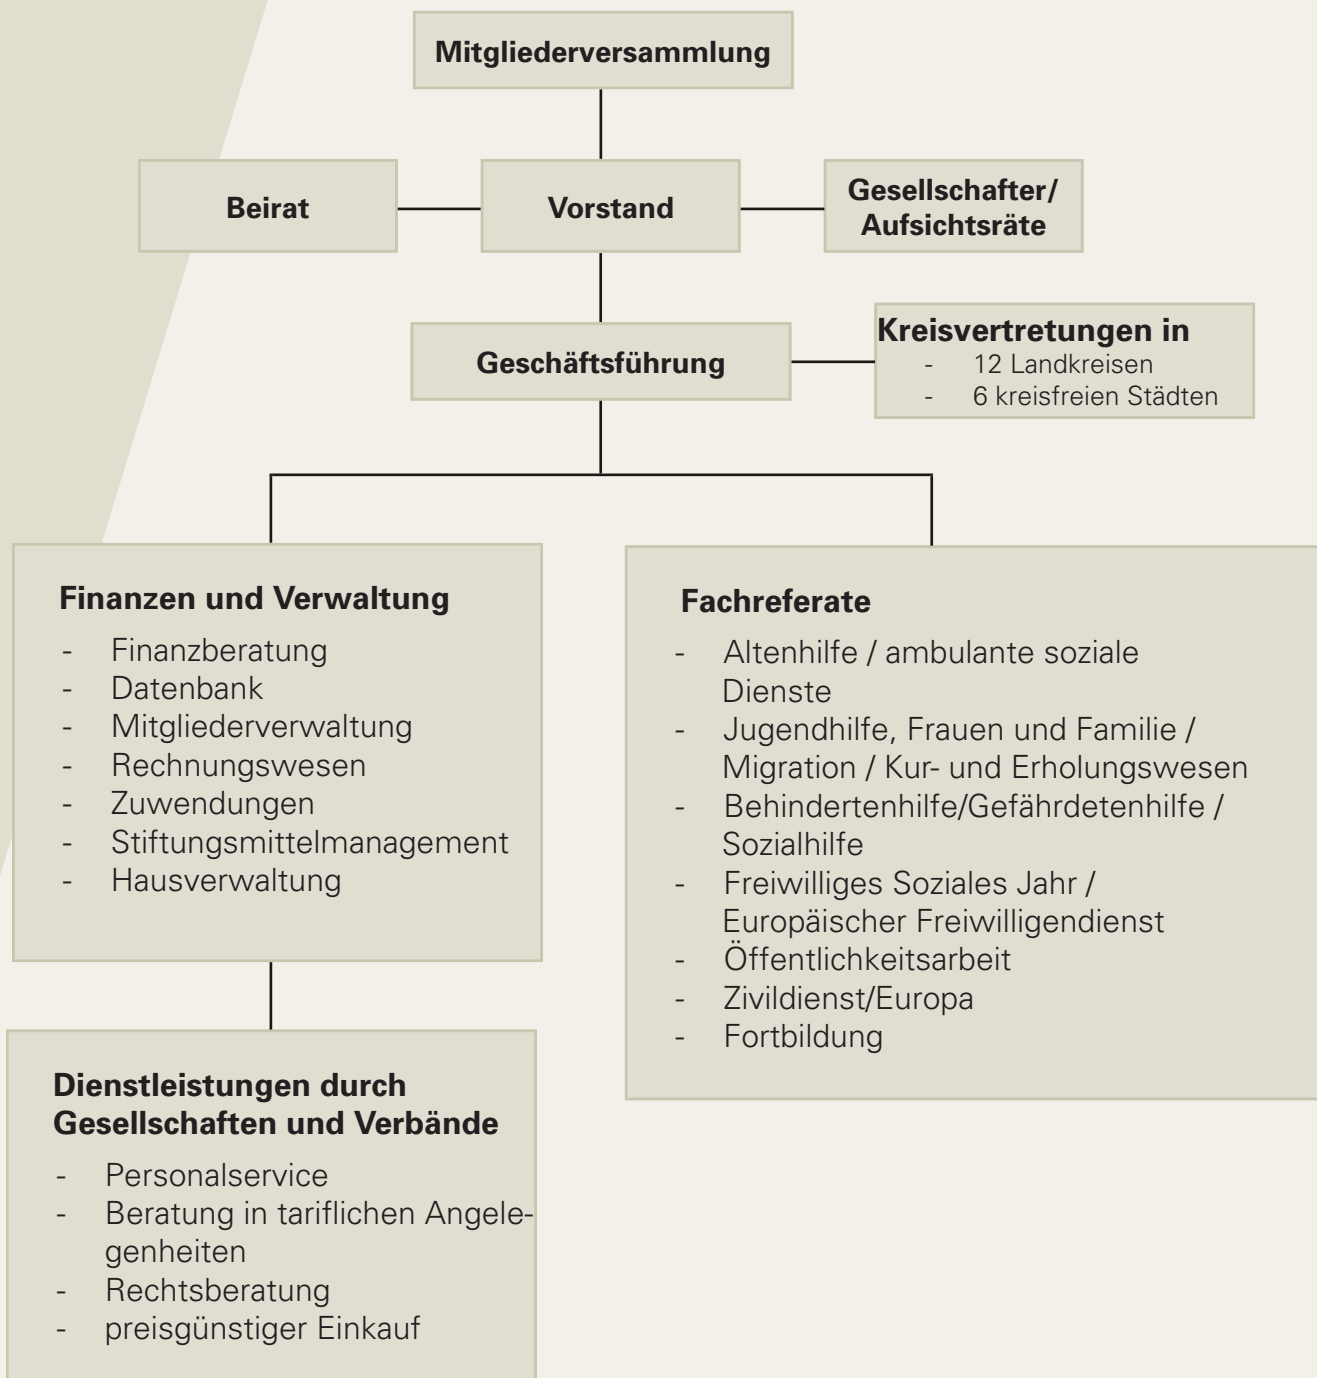 Mitgliederversammlung
Beirat
Vorstand
Gesellschafter/
Aufsichtsräte
Geschäftsführung
Kreisvertretungen in
- 12 Landkreisen
- 6 kreisfreien Städten
Finanzen und Verwaltung
- Finanzberatung
- Datenbank
- Mitgliederverwaltung
- Rechnungswesen
- Zuwendungen
- Stiftungsmittelmanagement
- Hausverwaltung
Fachreferate
- Altenhilfe / ambulante soziale
Dienste
- Jugendhilfe, Frauen und Familie /
Migration / Kur- und Erholungswesen
- Behindertenhilfe/Gefährdetenhilfe /
Sozialhilfe
- Freiwilliges Soziales Jahr /
Europäischer Freiwilligendienst
- Öffentlichkeitsarbeit
- Zivildienst/Europa
- Fortbildung
Dienstleistungen durch
Gesellschaften und Verbände
- Personalservice
- Beratung in tariflichen Angele-
genheiten
- Rechtsberatung
- preisgünstiger Einkauf